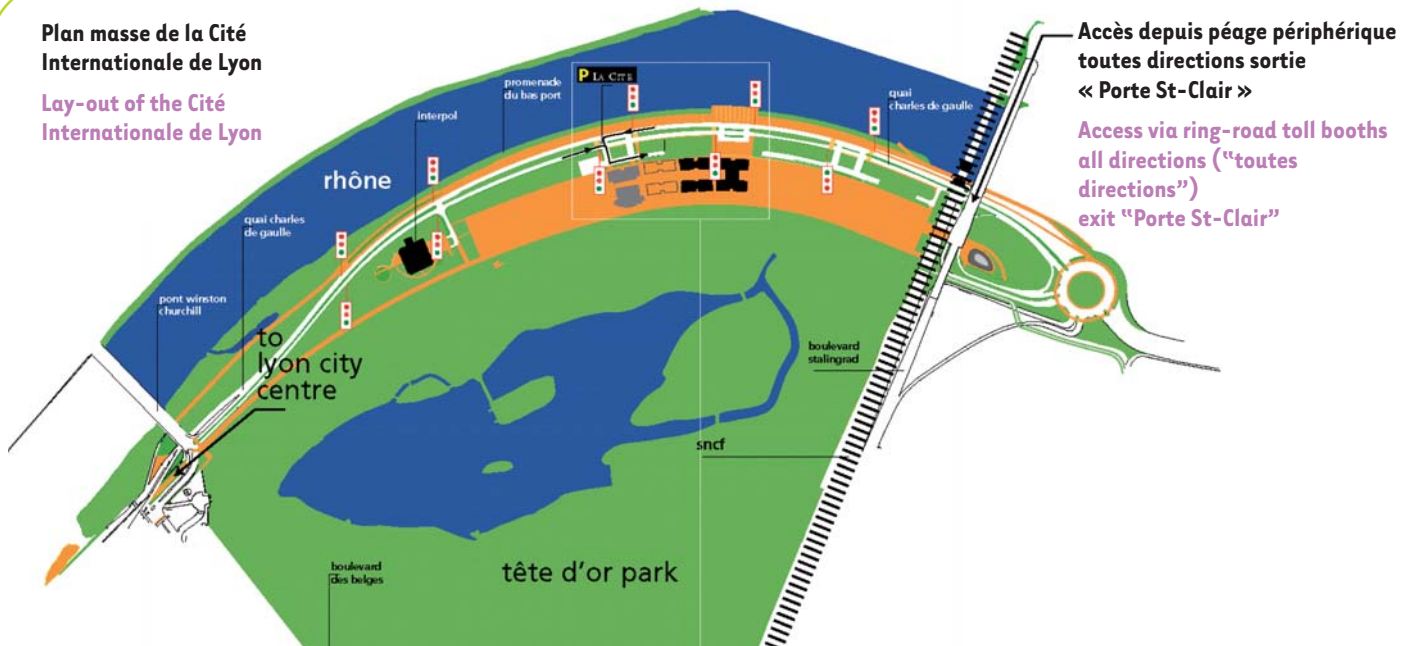 Plan masse de la Cité
Internationale de Lyon
Lay-out of the Cité
Internationale de Lyon
Accès depuis péage périphérique
toutes directions sortie
« Porte St-Clair »
Access via ring-road toll booths
all directions (“toutes
directions”)
exit “Porte St-Clair”
P LA CITÉ
promenade
du bas port
interpol
quai
charles de gaulle
rhône
quai charles
de gaulle
pont winston
churchill
to
lyon city
centre
boulevard
stalingrad
sncf
boulevard
des belges
tête d’or park